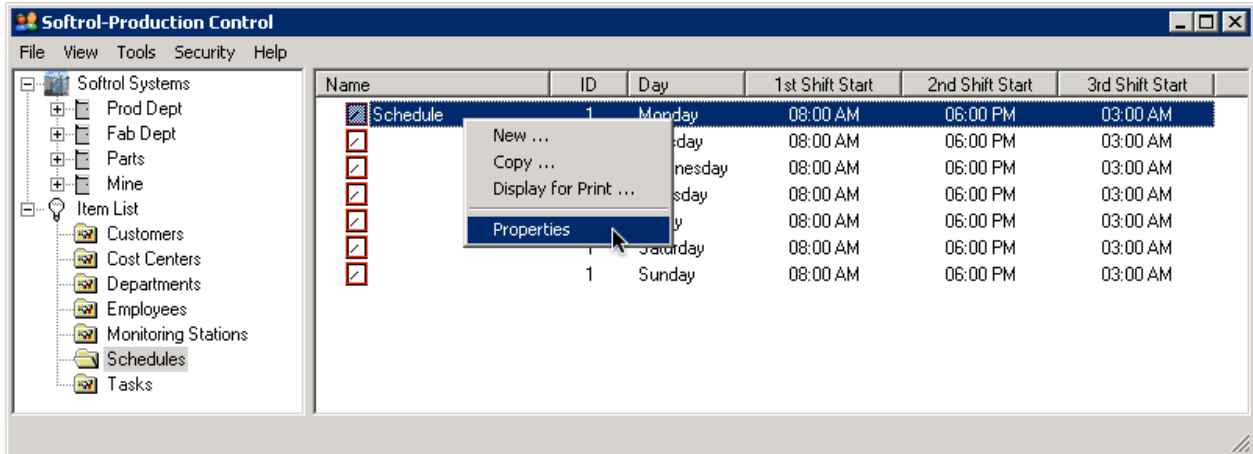 Softrol-Production Control
File View Tools Security Help
Softrol Systems
Prod Dept
Fab Dept
Parts
Mine
Item List
Customers
Cost Centers
Departments
Employees
Monitoring Stations
Schedules
Tasks
Name ID Day 1st Shift Start 2nd Shift Start 3rd Shift Start
Schedule 1 Monday 08:00 AM 06:00 PM 03:00 AM
08:00 AM 06:00 PM 03:00 AM
08:00 AM 06:00 PM 03:00 AM
08:00 AM 06:00 PM 03:00 AM
08:00 AM 06:00 PM 03:00 AM
1 Saturday 08:00 AM 06:00 PM 03:00 AM
1 Sunday 08:00 AM 06:00 PM 03:00 AM
New ...
Copy ...
Display for Print ...
Properties